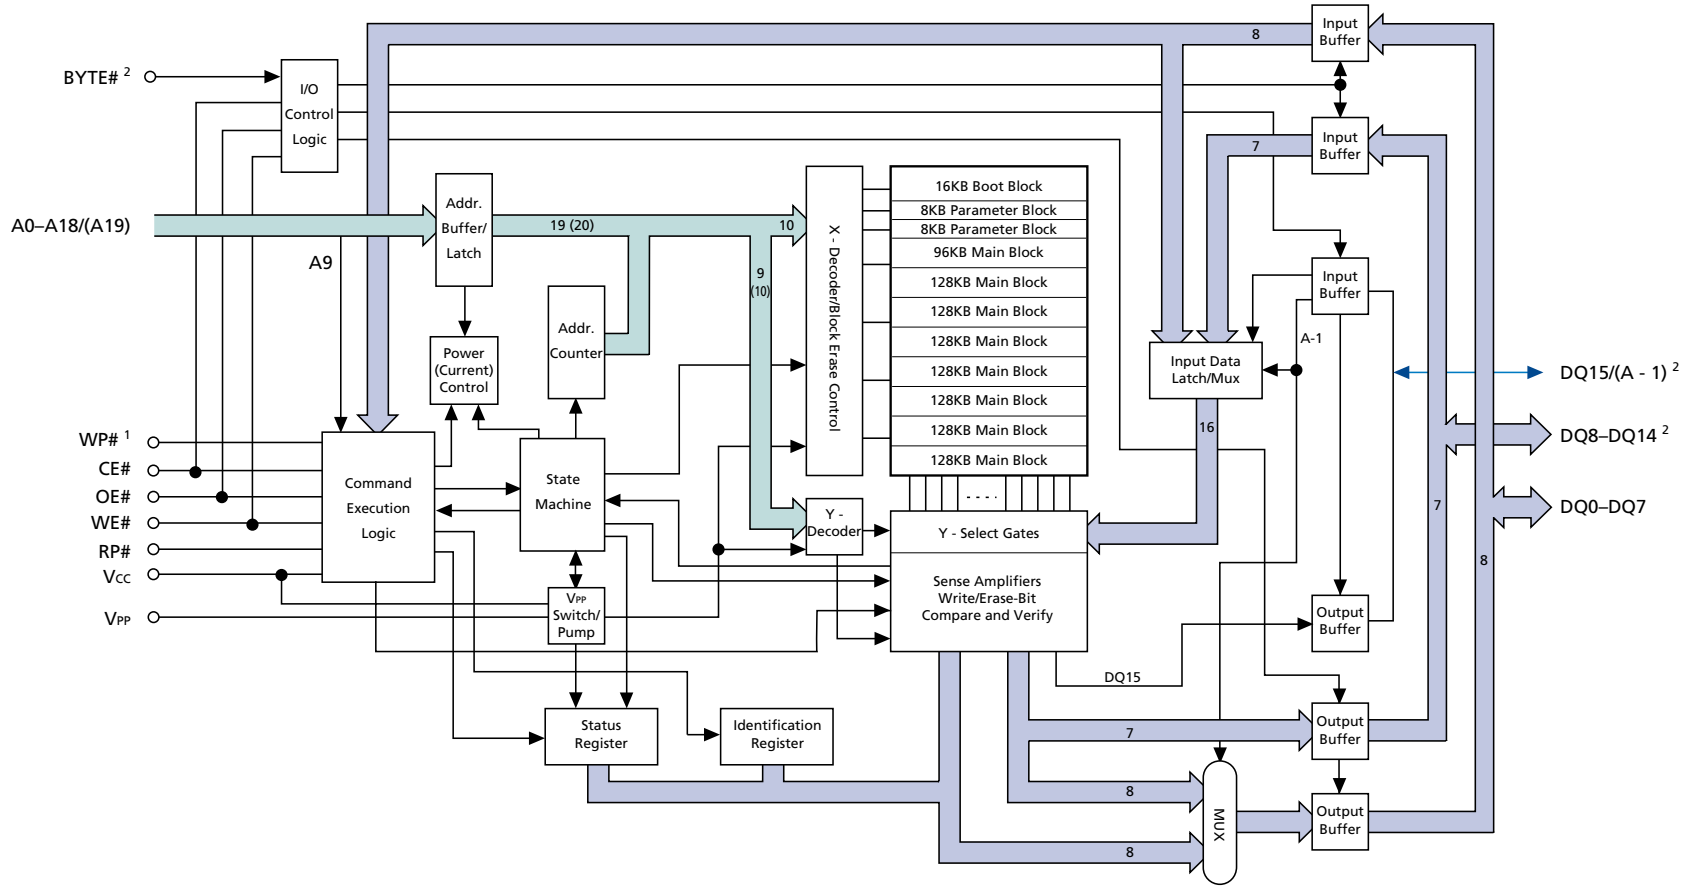 Input
Buffer
8
BYTE# 2
I/O
Control
Logic
Input
Buffer
7
A0–A18/(A19)
Addr.
Buffer/
Latch
19 (20)
10
A9
9
(10)
X - Decoder/Block Erase Control
16KB Boot Block
8KB Parameter Block
8KB Parameter Block
96KB Main Block
128KB Main Block
128KB Main Block
128KB Main Block
128KB Main Block
128KB Main Block
128KB Main Block
128KB Main Block
Input
Buffer
A-1
Addr.
Counter
Power
(Current)
Control
Input Data
Latch/Mux
DQ15/(A - 1) 2
16
DQ8–DQ14 2
WP# 1
CE#
OE#
WE#
RP#
VCC
VPP
Command
Execution
Logic
State
Machine
VPP
Switch/
Pump
Y -
Decoder
Y - Select Gates
Sense Amplifiers
Write/Erase-Bit
Compare and Verify
7
DQ0–DQ7
8
Output
Buffer
DQ15
Status
Register
Identification
Register
7
Output
Buffer
8
MUX
Output
Buffer
8